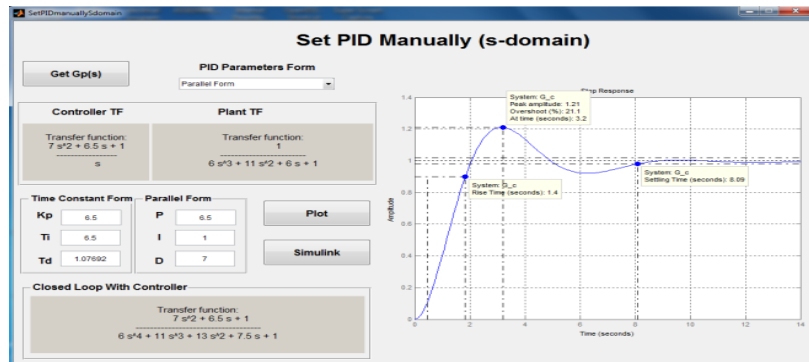 SetPIDmanuallySdomain
Set PID Manually (s-domain)
Get Gp(s)
PID Parameters Form
Parallel Form
Controller TF
Transfer function:
7 s^2 + 6.5 s + 1
-----------------
s
Plant TF
Transfer function:
1
------------------------
6 s^3 + 11 s^2 + 6 s + 1
Time Constant Form
Kp 6.5
Ti 6.5
Td 1.07692
Parallel Form
P 6.5
I 1
D 7
Plot
Simulink
Closed Loop With Controller
Transfer function:
7 s^2 + 6.5 s + 1
-----------------------------------
6 s^4 + 11 s^3 + 13 s^2 + 7.5 s + 1
Step Response
System: G_c
Peak amplitude: 1.21
Overshoot (%): 21.1
At time (seconds): 3.2
System: G_c
Rise Time (seconds): 1.4
System: G_c
Settling Time (seconds): 8.09
Amplitude
1.4
1.2
1
0.8
0.6
0.4
0.2
0
0 2 4 6 8 10 12 14
Time (seconds)